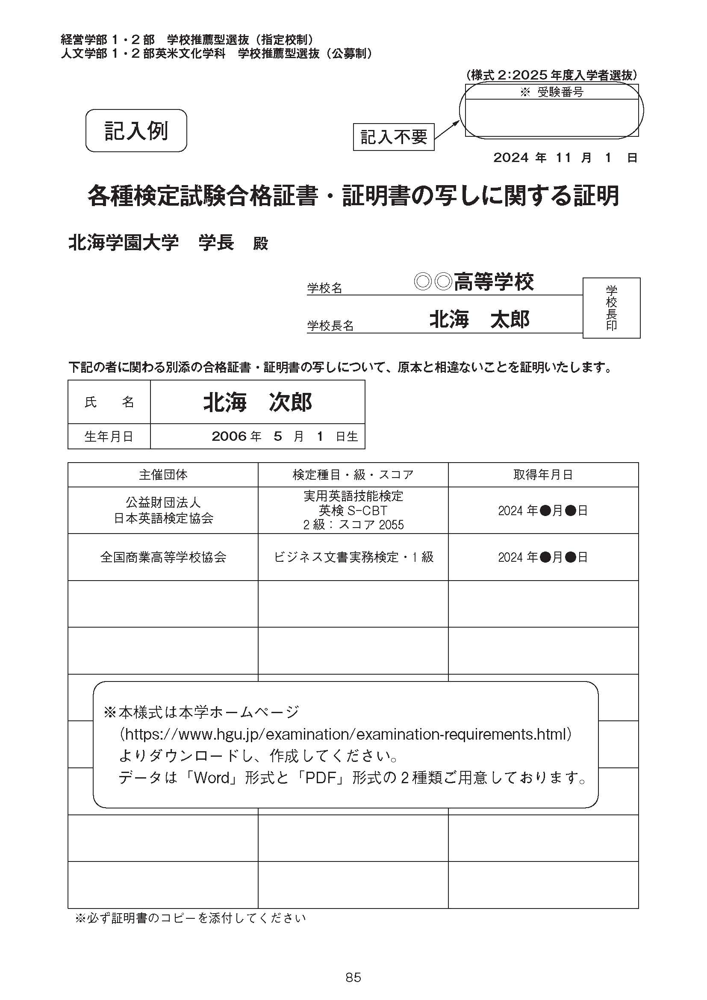 経営学部 1・2 部　学校推薦型選抜（指定校制）
人文学部 1・2 部英米文化学科　学校推薦型選抜（公募制）
（様式 2：2025 年度入学者選抜）
※ 受験番号
記入例
記入不要
2024 年 11 月 1 日
各種検定試験合格証書・証明書の写しに関する証明
北海学園大学　学長　殿
学校名　◎◎高等学校
学校長名　北海　太郎
学校長印
下記の者に関わる別添の合格証書・証明書の写しについて、原本と相違ないことを証明いたします。
氏　名　北海　次郎
生年月日　2006 年 5 月 1 日生
主催団体　検定種目・級・スコア　取得年月日
公益財団法人
日本英語検定協会
実用英語技能検定
英検 S-CBT
2 級：スコア 2055
2024 年●月●日
全国商業高等学校協会　ビジネス文書実務検定・1 級　2024 年●月●日
※本様式は本学ホームページ
（https://www.hgu.jp/examination/examination-requirements.html）
よりダウンロードし、作成してください。
データは「Word」形式と「PDF」形式の 2 種類ご用意しております。
※必ず証明書のコピーを添付してください
85